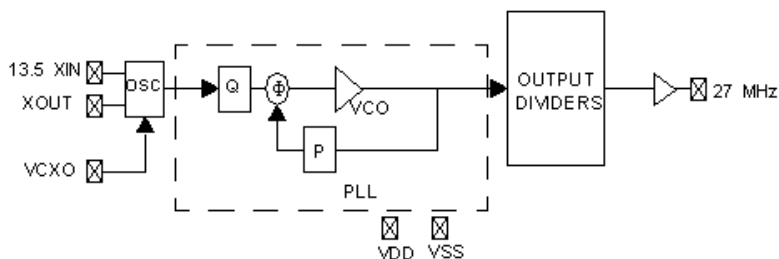 13.5 XIN
XOUT
VCXO
OSC
Q
Φ
VCO
P
PLL
VDD
VSS
OUTPUT
DIVIDERS
27 MHz